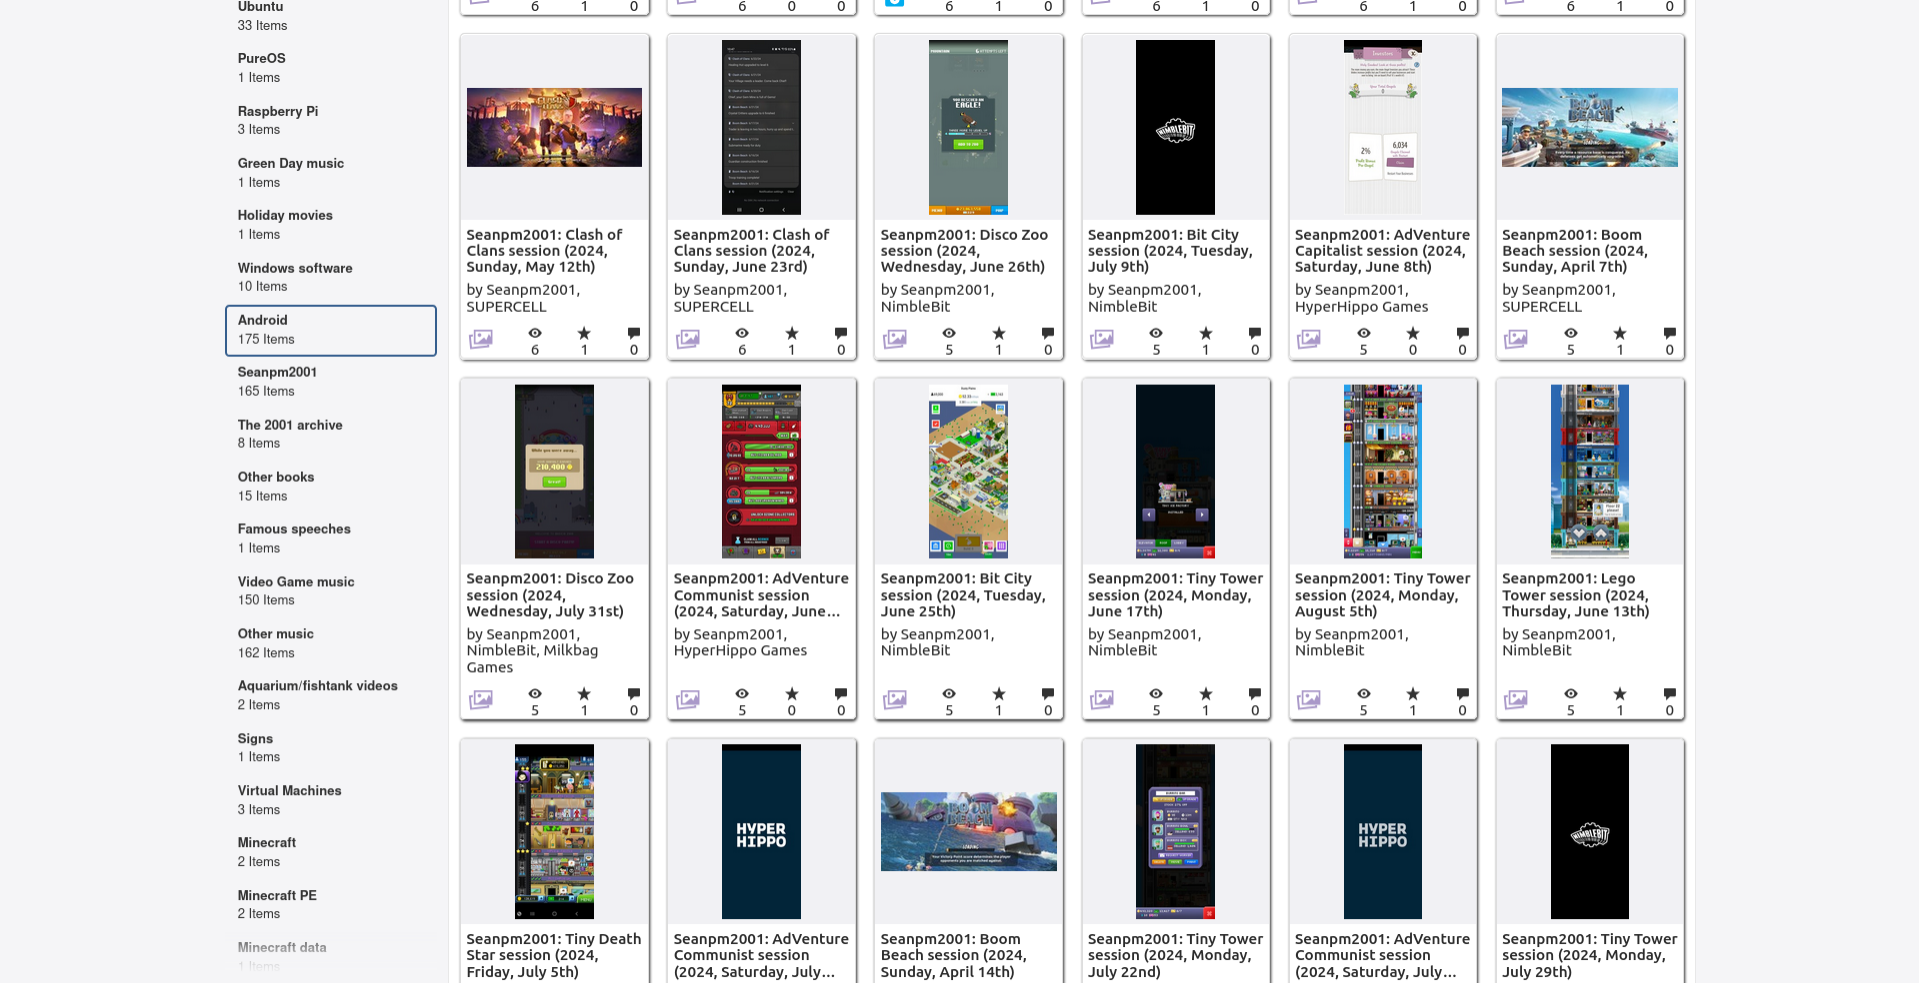 Ubuntu
33 Items
PureOS
1 Items
Raspberry Pi
3 Items
Green Day music
1 Items
Holiday movies
1 Items
Windows software
10 Items
Android
175 Items
Seanpm2001
165 Items
The 2001 archive
8 Items
Other books
15 Items
Famous speeches
1 Items
Video Game music
150 Items
Other music
162 Items
Aquarium/fishtank videos
2 Items
Signs
1 Items
Virtual Machines
3 Items
Minecraft
2 Items
Minecraft PE
2 Items
Minecraft data
1 Items
6 1 0
6 0 0
6 1 0
6 1 0
6 1 0
6 1 0
Seanpm2001: Clash of
Clans session (2024,
Sunday, May 12th)
by Seanpm2001,
SUPERCELL
6 1 0
Seanpm2001: Clash of
Clans session (2024,
Sunday, June 23rd)
by Seanpm2001,
SUPERCELL
6 1 0
EAGLE!
Seanpm2001: Disco Zoo
session (2024,
Wednesday, June 26th)
by Seanpm2001,
NimbleBit
5 1 0
NIMBLEBIT
Seanpm2001: Bit City
session (2024, Tuesday,
July 9th)
by Seanpm2001,
NimbleBit
5 1 0
2%
6,034
Seanpm2001: AdVenture
Capitalist session (2024,
Saturday, June 8th)
by Seanpm2001,
HyperHippo Games
5 0 0
BOOM
BEACH
Seanpm2001: Boom
Beach session (2024,
Sunday, April 7th)
by Seanpm2001,
SUPERCELL
5 1 0
While you were away...
210,400
Seanpm2001: Disco Zoo
session (2024,
Wednesday, July 31st)
by Seanpm2001,
NimbleBit, Milkbag
Games
5 1 0
Seanpm2001: AdVenture
Communist session
(2024, Saturday, June...
by Seanpm2001,
HyperHippo Games
5 0 0
Seanpm2001: Bit City
session (2024, Tuesday,
June 25th)
by Seanpm2001,
NimbleBit
5 1 0
Seanpm2001: Tiny Tower
session (2024, Monday,
June 17th)
by Seanpm2001,
NimbleBit
5 1 0
Seanpm2001: Tiny Tower
session (2024, Monday,
August 5th)
by Seanpm2001,
NimbleBit
5 1 0
Seanpm2001: Lego
Tower session (2024,
Thursday, June 13th)
by Seanpm2001,
NimbleBit
5 1 0
Seanpm2001: Tiny Death
Star session (2024,
Friday, July 5th)
HYPER
HIPPO
Seanpm2001: AdVenture
Communist session
(2024, Saturday, July...
BOOM
BEACH
Seanpm2001: Boom
Beach session (2024,
Sunday, April 14th)
Seanpm2001: Tiny Tower
session (2024, Monday,
July 22nd)
HYPER
HIPPO
Seanpm2001: AdVenture
Communist session
(2024, Saturday, July...
NIMBLEBIT
Seanpm2001: Tiny Tower
session (2024, Monday,
July 29th)